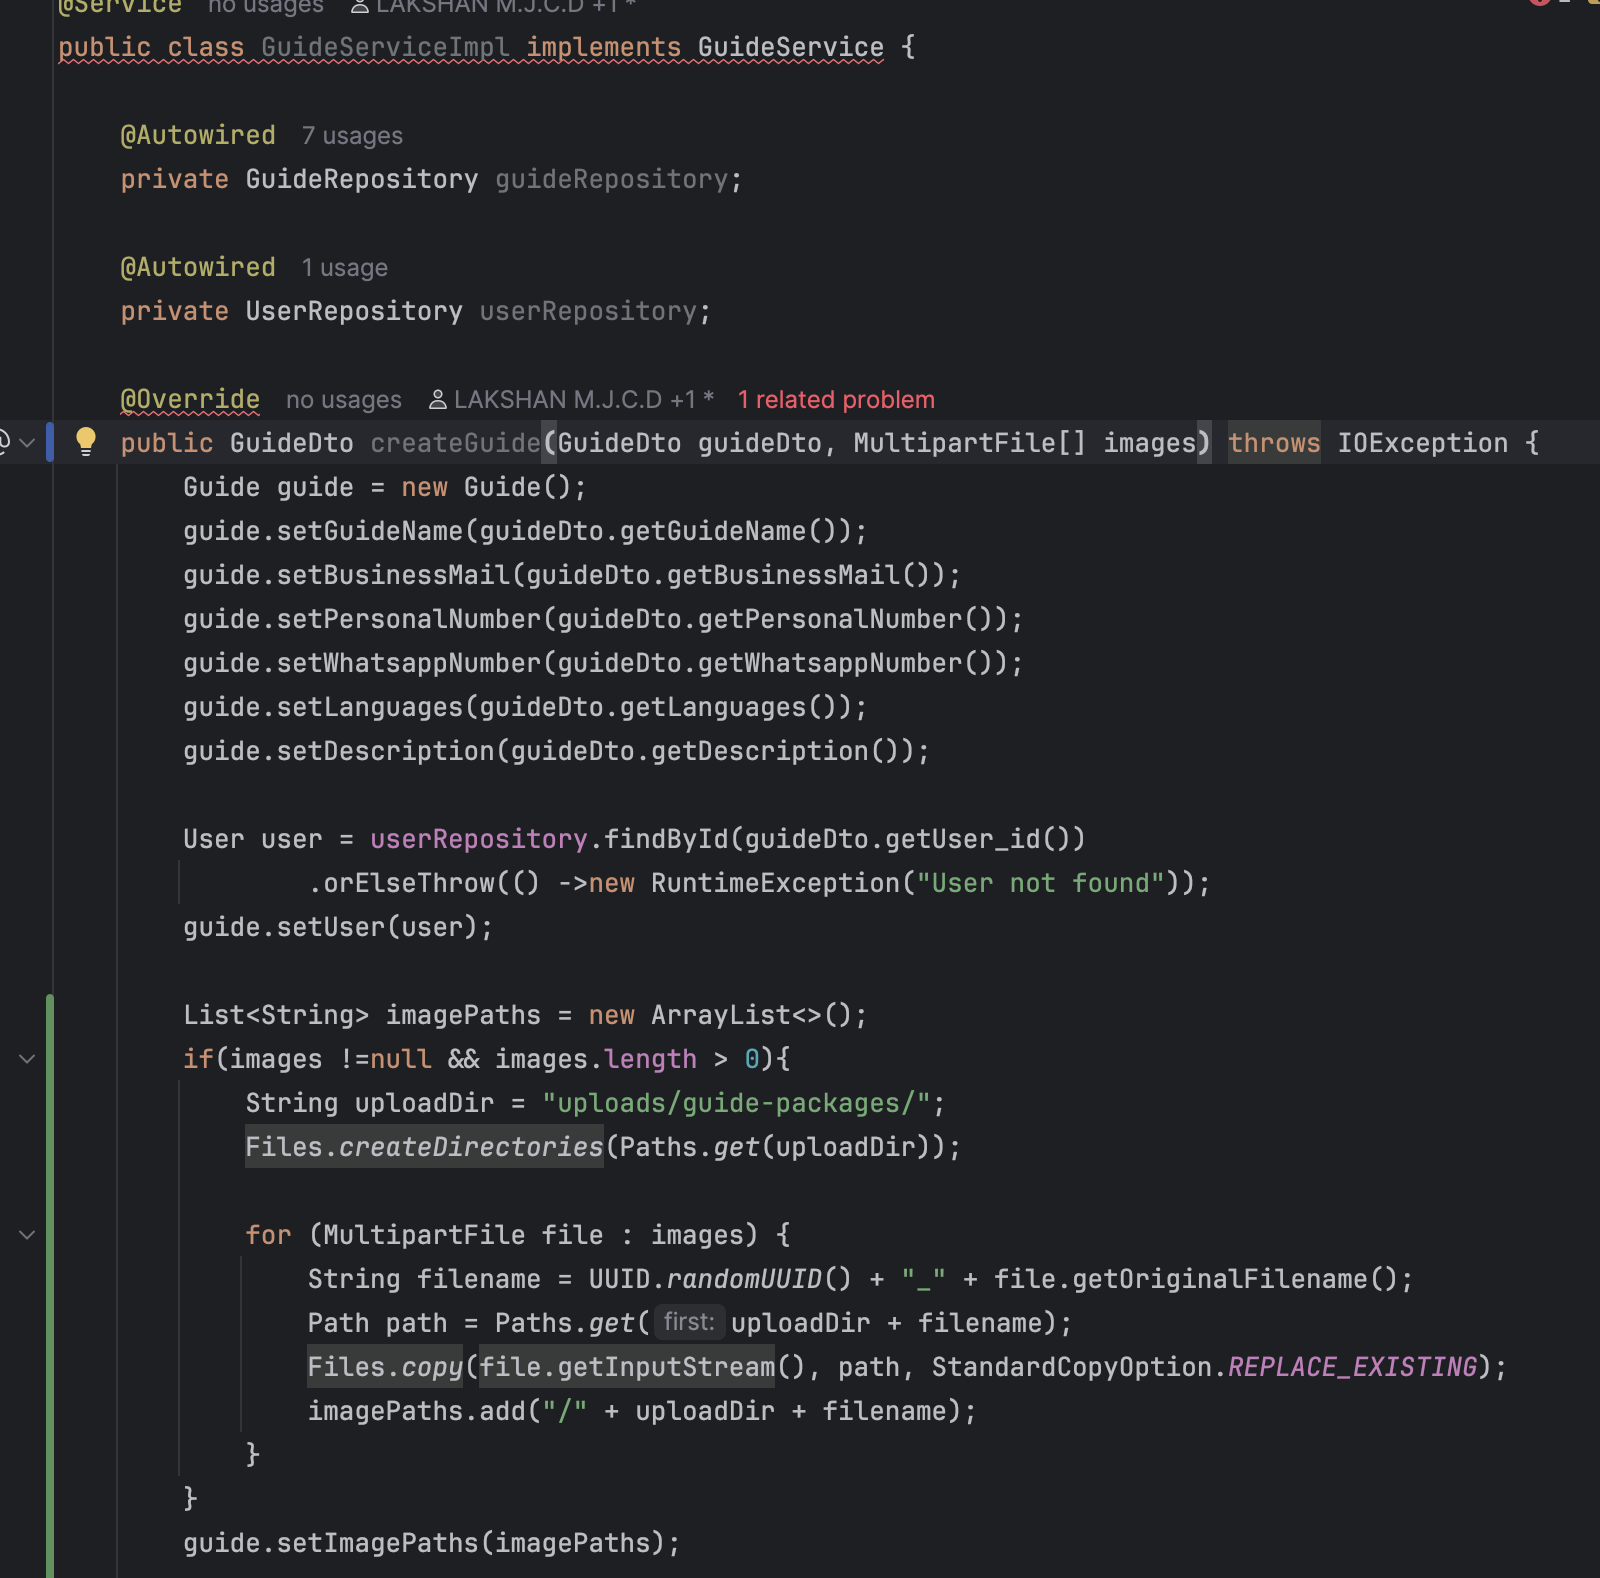 @Service no usages LAKSHAN M.J.C.D +1 *
public class GuideServiceImpl implements GuideService {
@Autowired 7 usages
private GuideRepository guideRepository;
@Autowired 1 usage
private UserRepository userRepository;
@Override no usages LAKSHAN M.J.C.D +1 * 1 related problem
public GuideDto createGuide(GuideDto guideDto, MultipartFile[] images) throws IOException {
Guide guide = new Guide();
guide.setGuideName(guideDto.getGuideName());
guide.setBusinessMail(guideDto.getBusinessMail());
guide.setPersonalNumber(guideDto.getPersonalNumber());
guide.setWhatsappNumber(guideDto.getWhatsappNumber());
guide.setLanguages(guideDto.getLanguages());
guide.setDescription(guideDto.getDescription());
User user = userRepository.findById(guideDto.getUser_id())
.orElseThrow(() ->new RuntimeException("User not found"));
guide.setUser(user);
List<String> imagePaths = new ArrayList<>();
if(images !=null && images.length > 0){
String uploadDir = "uploads/guide-packages/";
Files.createDirectories(Paths.get(uploadDir));
for (MultipartFile file : images) {
String filename = UUID.randomUUID() + "_" + file.getOriginalFilename();
Path path = Paths.get( first: uploadDir + filename);
Files.copy(file.getInputStream(), path, StandardCopyOption.REPLACE_EXISTING);
imagePaths.add("/" + uploadDir + filename);
}
}
guide.setImagePaths(imagePaths);